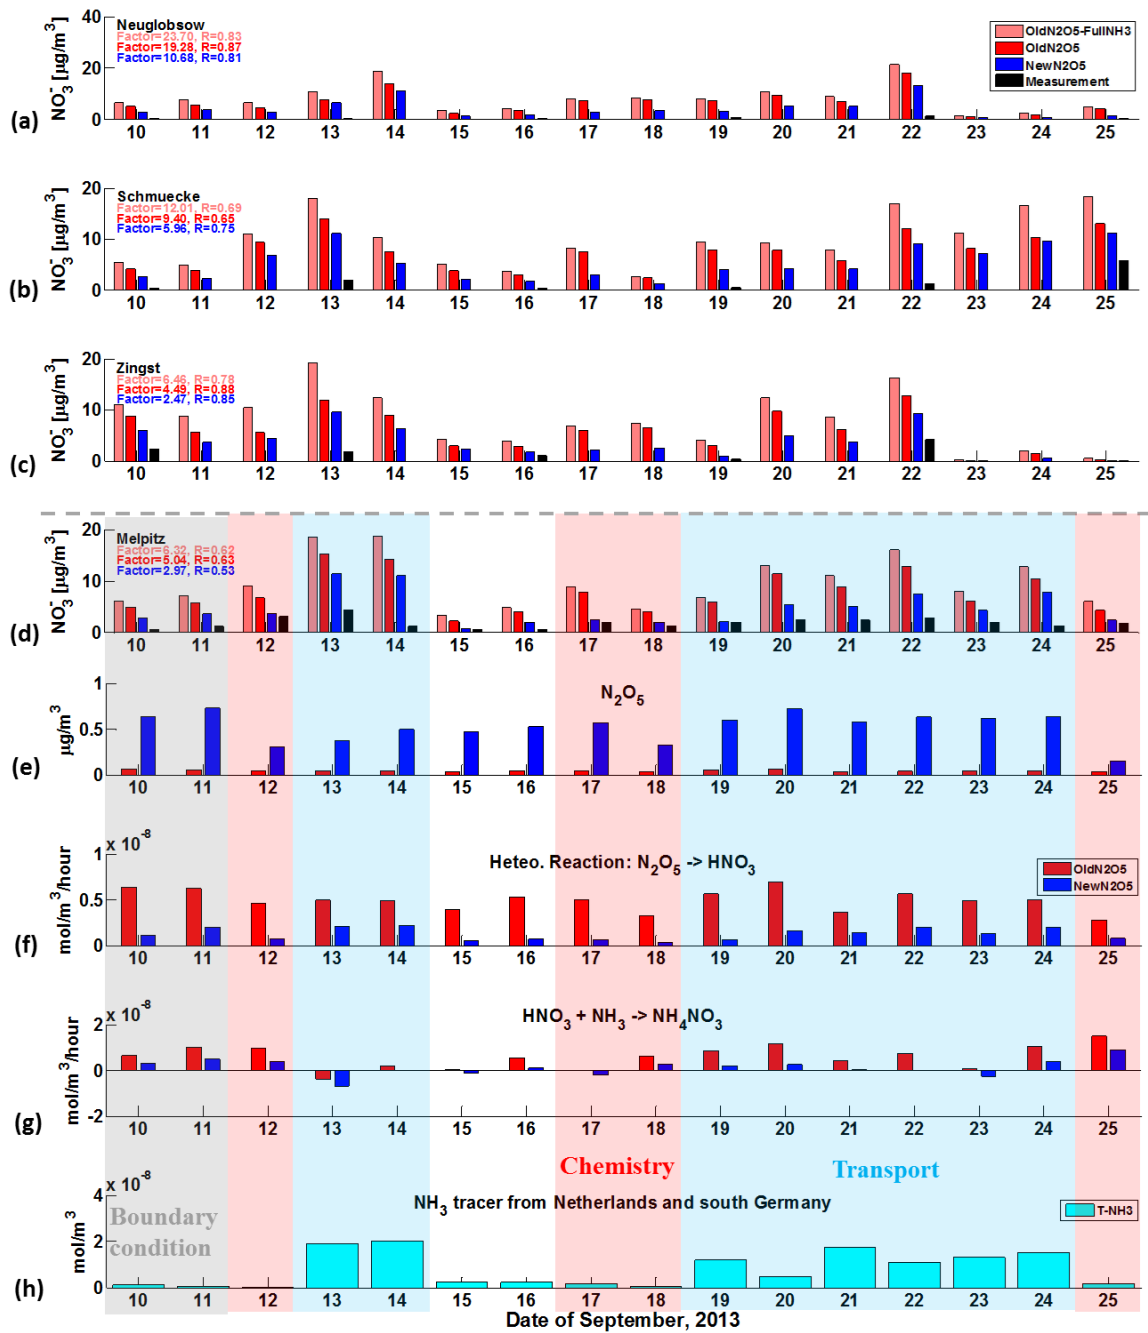 Neuglobsow
Factor=23.70, R=0.83
Factor=19.28, R=0.87
Factor=10.68, R=0.81
OldN2O5-FullNH3
OldN2O5
NewN2O5
Measurement
NO3- [µg/m3]
40
20
0
(a)
10 11 12 13 14 15 16 17 18 19 20 21 22 23 24 25
Schmuecke
Factor=12.01, R=0.69
Factor=9.40, R=0.65
Factor=5.96, R=0.75
NO3- [µg/m3]
20
10
0
(b)
10 11 12 13 14 15 16 17 18 19 20 21 22 23 24 25
Zingst
Factor=6.46, R=0.78
Factor=4.49, R=0.88
Factor=2.47, R=0.85
NO3- [µg/m3]
20
10
0
(c)
10 11 12 13 14 15 16 17 18 19 20 21 22 23 24 25
Melpitz
Factor=6.32, R=0.62
Factor=5.04, R=0.63
Factor=2.97, R=0.53
NO3- [µg/m3]
20
10
0
(d)
10 11 12 13 14 15 16 17 18 19 20 21 22 23 24 25
N2O5
µg/m3
1
0.5
0
(e)
10 11 12 13 14 15 16 17 18 19 20 21 22 23 24 25
x 10-8
Heteo. Reaction: N2O5 -> HNO3
OldN2O5
NewN2O5
mol/m3/hour
1
0.5
0
(f)
10 11 12 13 14 15 16 17 18 19 20 21 22 23 24 25
x 10-8
HNO3 + NH3 -> NH4NO3
mol/m3/hour
2
0
-2
(g)
10 11 12 13 14 15 16 17 18 19 20 21 22 23 24 25
Chemistry
Transport
x 10-8
NH3 tracer from Netherlands and south Germany
T-NH3
Boundary
condition
mol/m3
4
2
0
(h)
10 11 12 13 14 15 16 17 18 19 20 21 22 23 24 25
Date of September, 2013